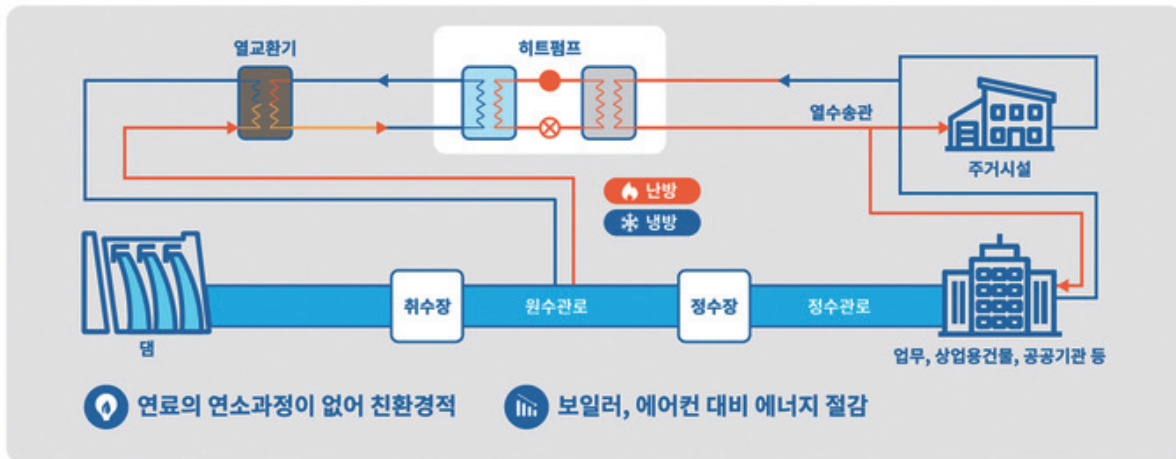 열교환기
히트펌프
열수송관
주거시설
난방
냉방
댐
취수장
원수관로
정수장
정수관로
업무, 상업용건물, 공공기관 등
연료의 연소과정이 없어 친환경적
보일러, 에어컨 대비 에너지 절감